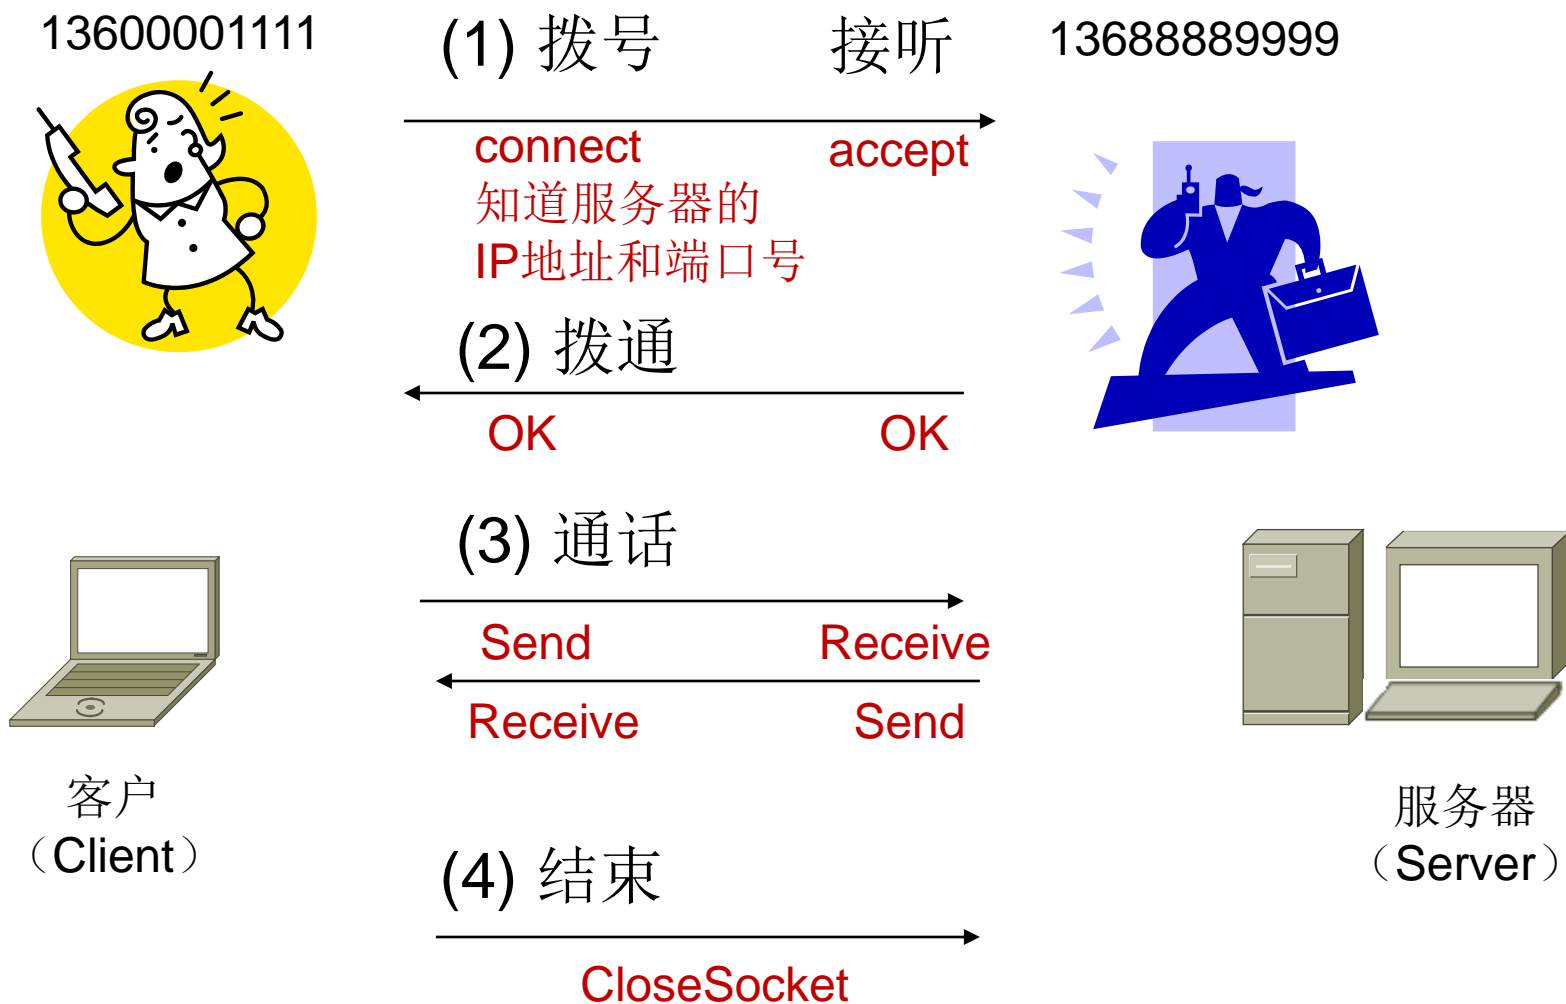 13600001111
(1) 拨号 接听
13688889999
connect accept
知道服务器的
IP地址和端口号
(2) 拨通
OK OK
(3) 通话
Send Receive
Receive Send
客户
（Client）
服务器
（Server）
(4) 结束
CloseSocket